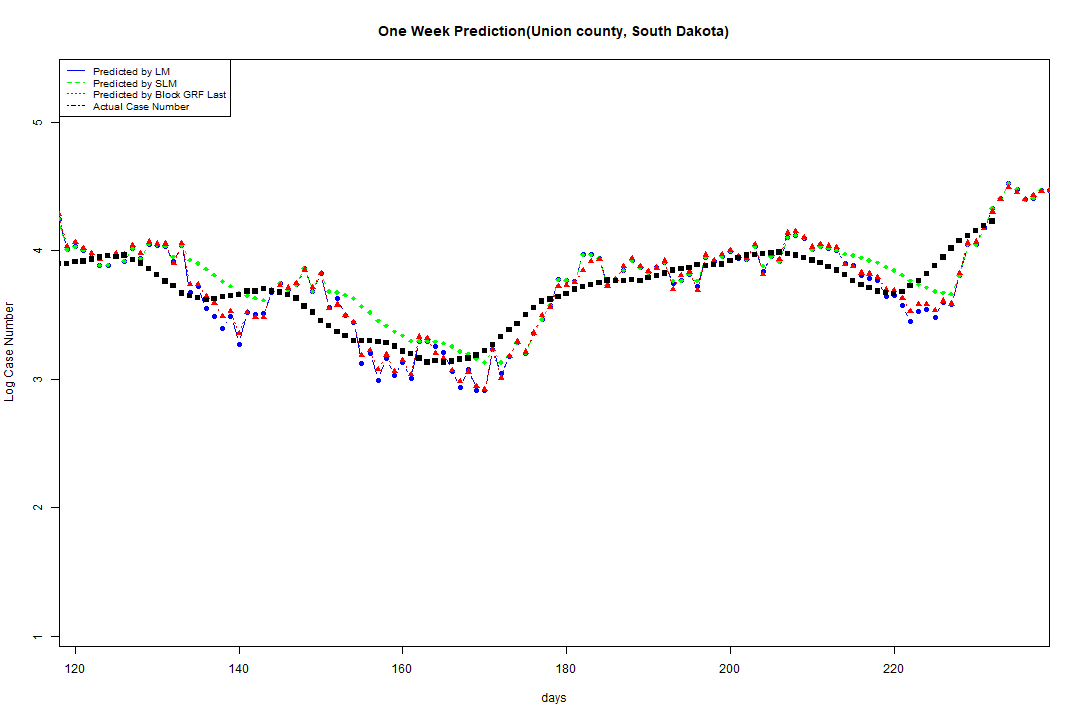 One Week Prediction(Union county, South Dakota)
Predicted by LM
Predicted by SLM
Predicted by Block GRF Last
Actual Case Number
5
4
3
2
1
Log Case Number
120 140 160 180 200 220
days